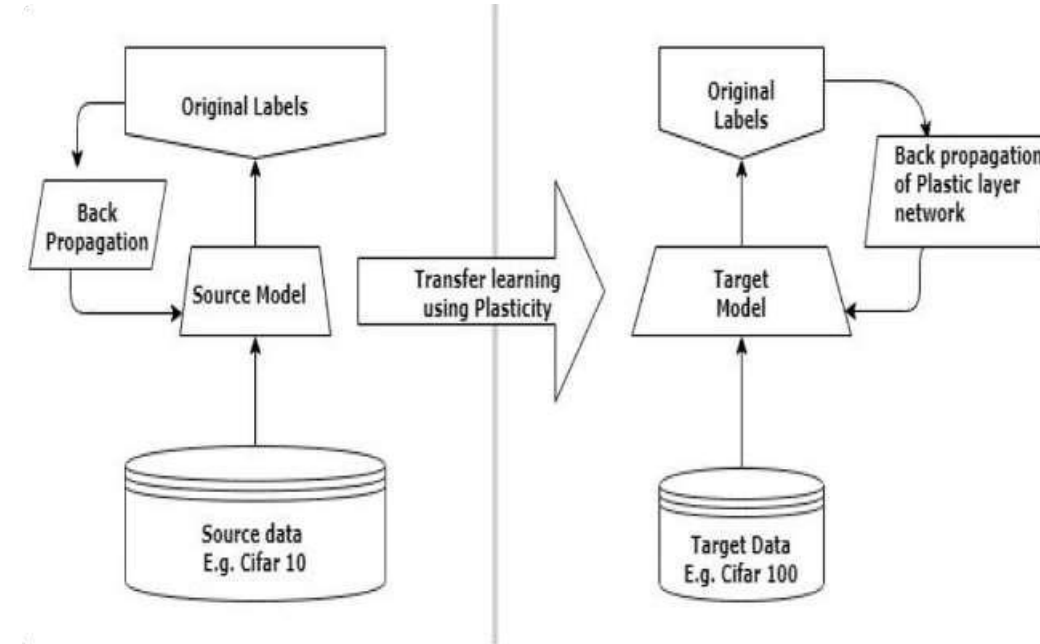 Original Labels
Back
Propagation
Source Model
Source data
E.g. Cifar 10
Transfer learning
using Plasticity
Original
Labels
Back propagation
of Plastic layer
network
Target
Model
Target Data
E.g. Cifar 100